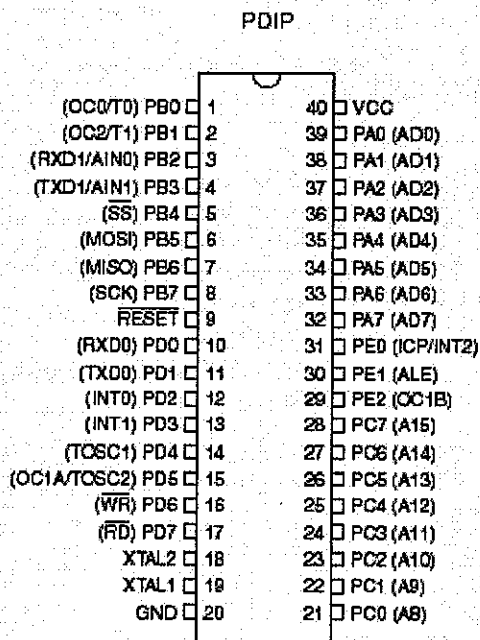 PDIP
(OC0/T0) PB0 1 40 VCC
(OC2/T1) PB1 2 39 PA0 (AD0)
(RXD1/AIN0) PB2 3 38 PA1 (AD1)
(TXD1/AIN1) PB3 4 37 PA2 (AD2)
(S̅S̅) PB4 5 36 PA3 (AD3)
(MOSI) PB5 6 35 PA4 (AD4)
(MISO) PB6 7 34 PA5 (AD5)
(SCK) PB7 8 33 PA6 (AD6)
R̅E̅S̅E̅T̅ 9 32 PA7 (AD7)
(RXD0) PD0 10 31 PE0 (ICP/INT2)
(TXD0) PD1 11 30 PE1 (ALE)
(INT0) PD2 12 29 PE2 (OC1B)
(INT1) PD3 13 28 PC7 (A15)
(TOSC1) PD4 14 27 PC6 (A14)
(OC1A/TOSC2) PD5 15 26 PC5 (A13)
(W̅R̅) PD6 16 25 PC4 (A12)
(R̅D̅) PD7 17 24 PC3 (A11)
XTAL2 18 23 PC2 (A10)
XTAL1 19 22 PC1 (A9)
GND 20 21 PC0 (A8)